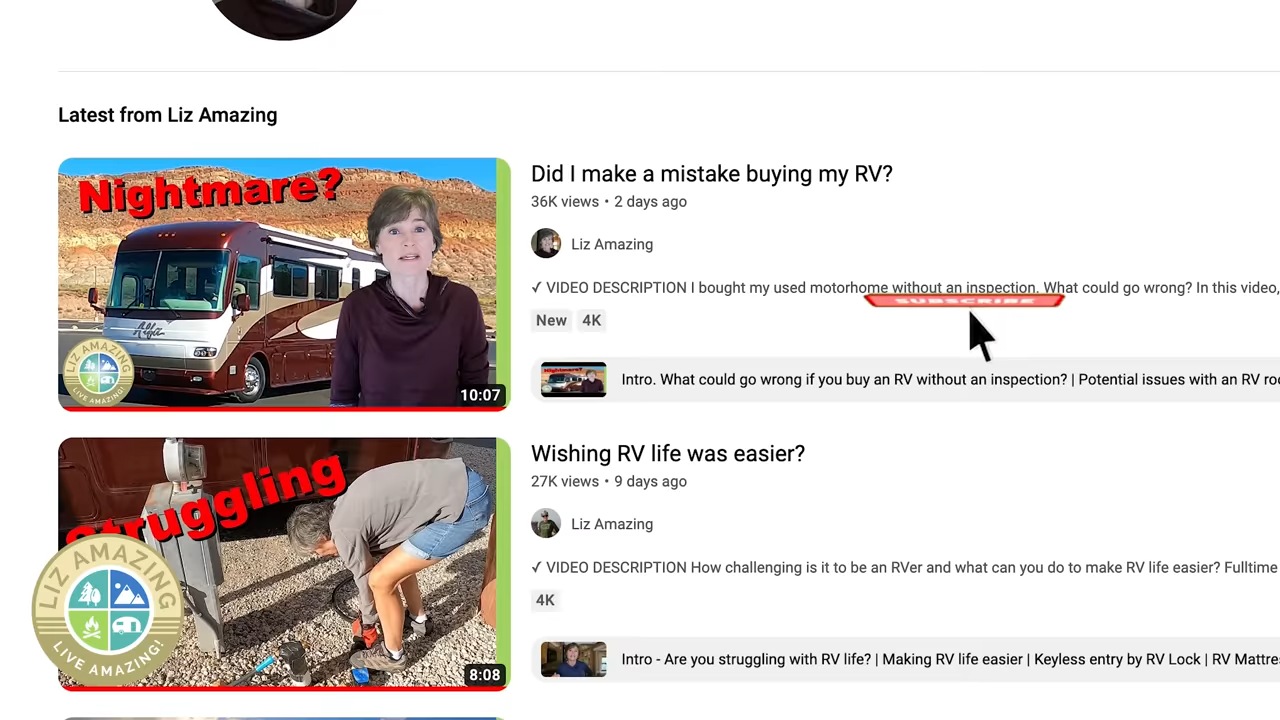 Latest from Liz Amazing
Nightmare?
Alfa
LIZ AMAZING
LIVE AMAZING!
10:07
Did I make a mistake buying my RV?
36K views • 2 days ago
Liz Amazing
✓ VIDEO DESCRIPTION I bought my used motorhome without an inspection. What could go wrong? In this video,
SUBSCRIBE
New 4K
Nightmare?
Intro. What could go wrong if you buy an RV without an inspection? | Potential issues with an RV
Struggling
LIZ AMAZING
LIVE AMAZING!
8:08
Wishing RV life was easier?
27K views • 9 days ago
Liz Amazing
✓ VIDEO DESCRIPTION How challenging is it to be an RVer and what can you do to make RV life easier? Fulltime
4K
Intro - Are you struggling with RV life? | Making RV life easier | Keyless entry by RV Lock | RV